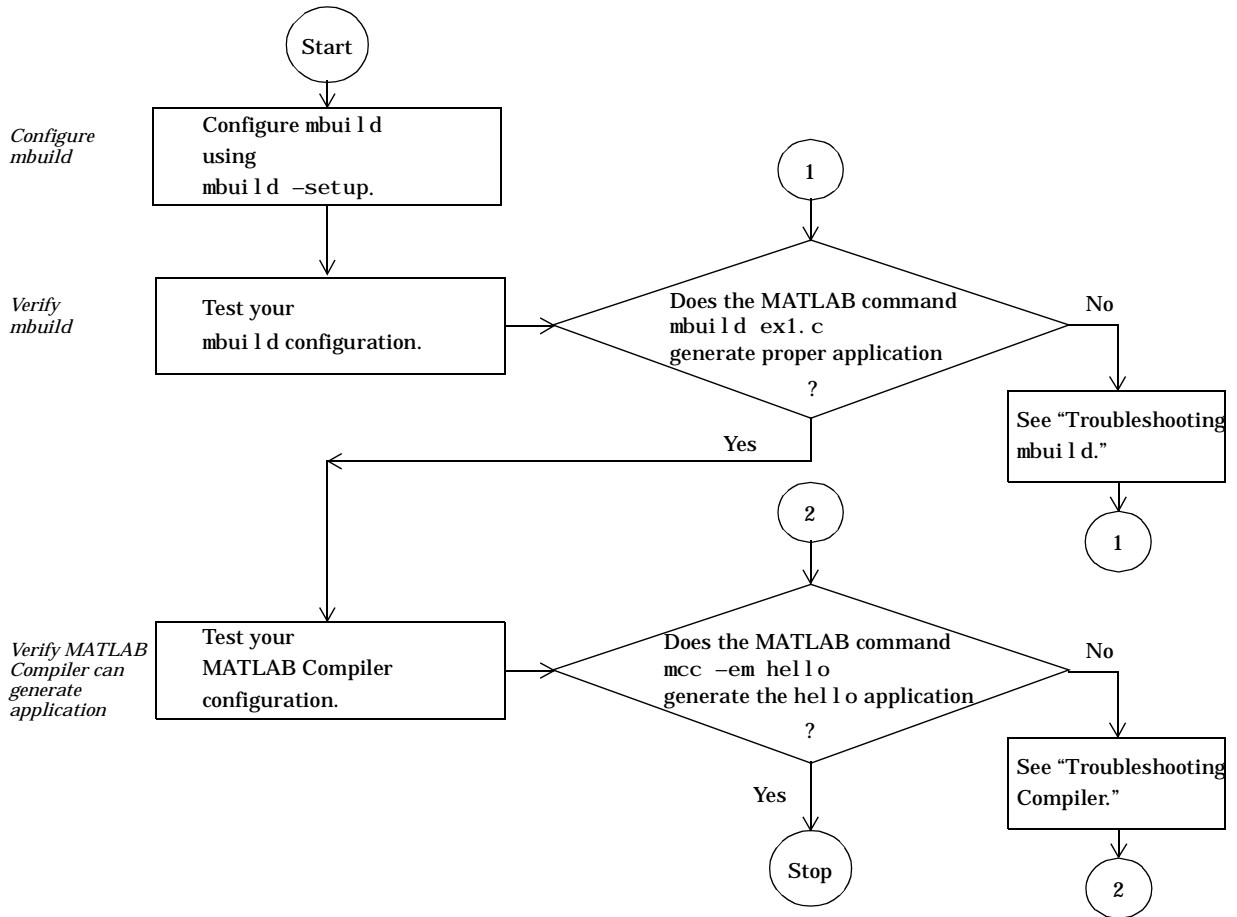 Start
Configure
mbuild
Configure mbuild
using
mbuild –setup.
1
Verify
mbuild
Test your
mbuild configuration.
Does the MATLAB command
mbuild ex1.c
generate proper application
?
No
See “Troubleshooting
mbuild.”
1
Yes
2
Verify MATLAB
Compiler can
generate
application
Test your
MATLAB Compiler
configuration.
Does the MATLAB command
mcc –em hello
generate the hello application
?
No
See “Troubleshooting
Compiler.”
2
Yes
Stop